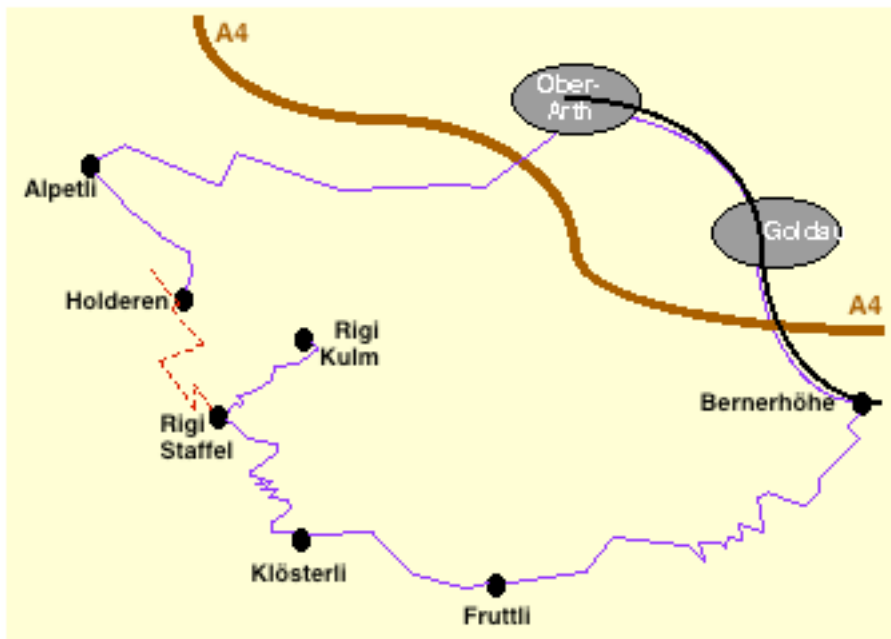 A4
Ober-
Arth
Alpetli
Goldau
Holderen
A4
Rigi
Kulm
Bernerhöhe
Rigi
Staffel
Klösterli
Fruttli